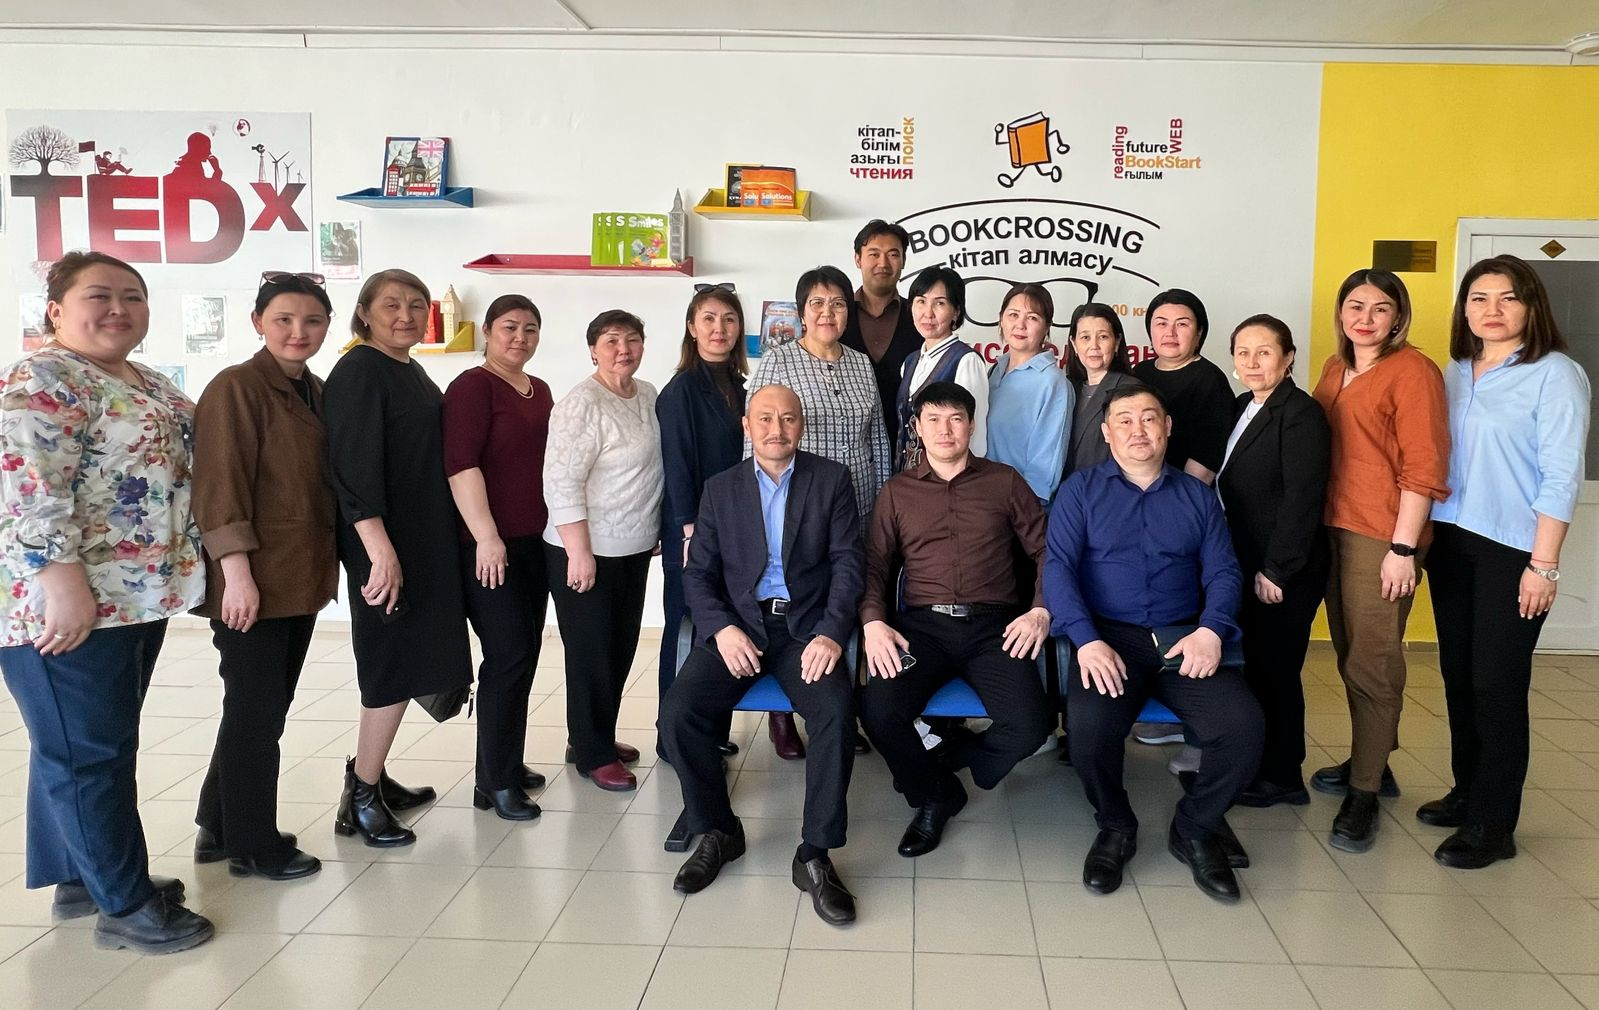 TEDx
Solutions
Smiles
кітап-
білім
азығы
чтения
поиск
reading
future
WEB
BookStart
ғылым
BOOKCROSSING
кітап алмасу